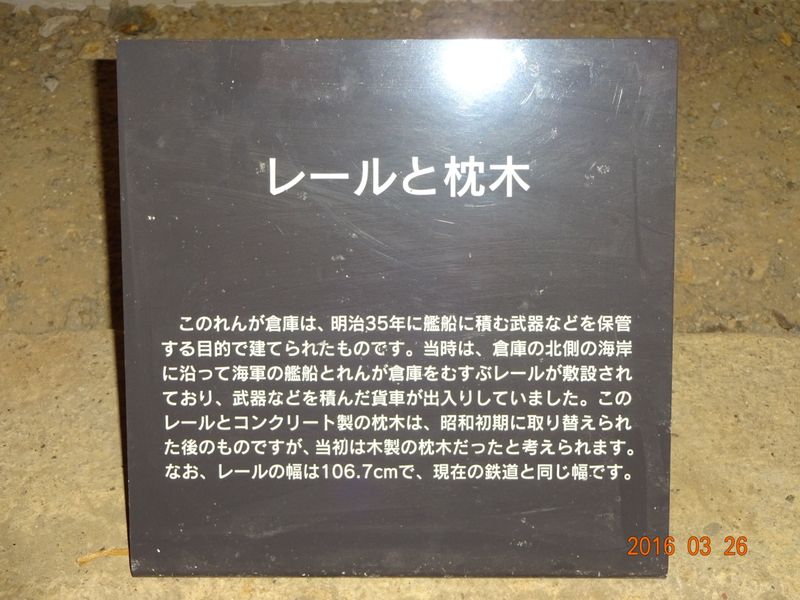 レールと枕木
このれんが倉庫は、明治35年に艦船に積む武器などを保管
する目的で建てられたものです。当時は、倉庫の北側の海岸
に沿って海軍の艦船とれんが倉庫をむすぶレールが敷設され
ており、武器などを積んだ貨車が出入りしていました。この
レールとコンクリート製の枕木は、昭和初期に取り替えられ
た後のものですが、当初は木製の枕木だったと考えられます。
なお、レールの幅は106.7cmで、現在の鉄道と同じ幅です。
2016 03 26